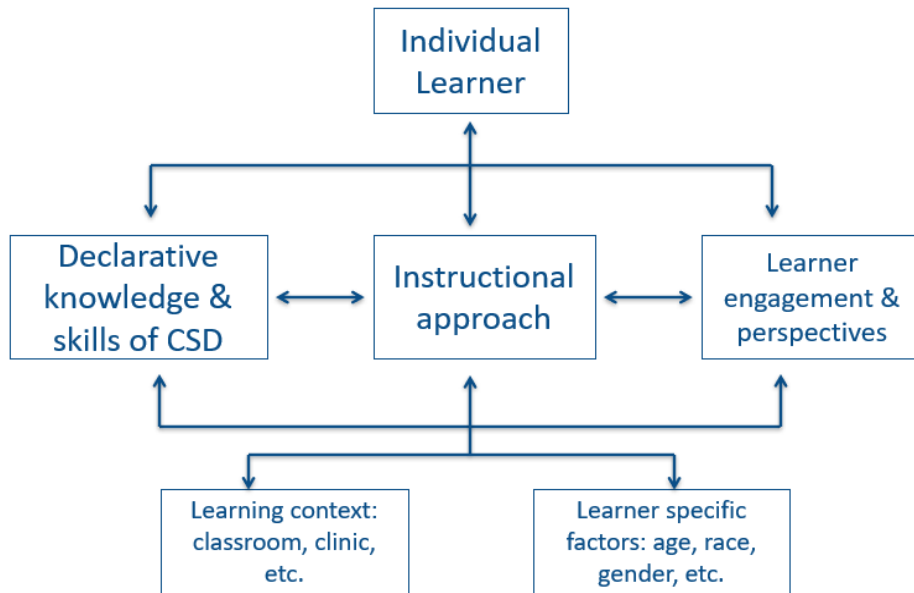 Individual
Learner
Declarative
knowledge &
skills of CSD
Instructional
approach
Learner
engagement &
perspectives
Learning context:
classroom, clinic,
etc.
Learner specific
factors: age, race,
gender, etc.